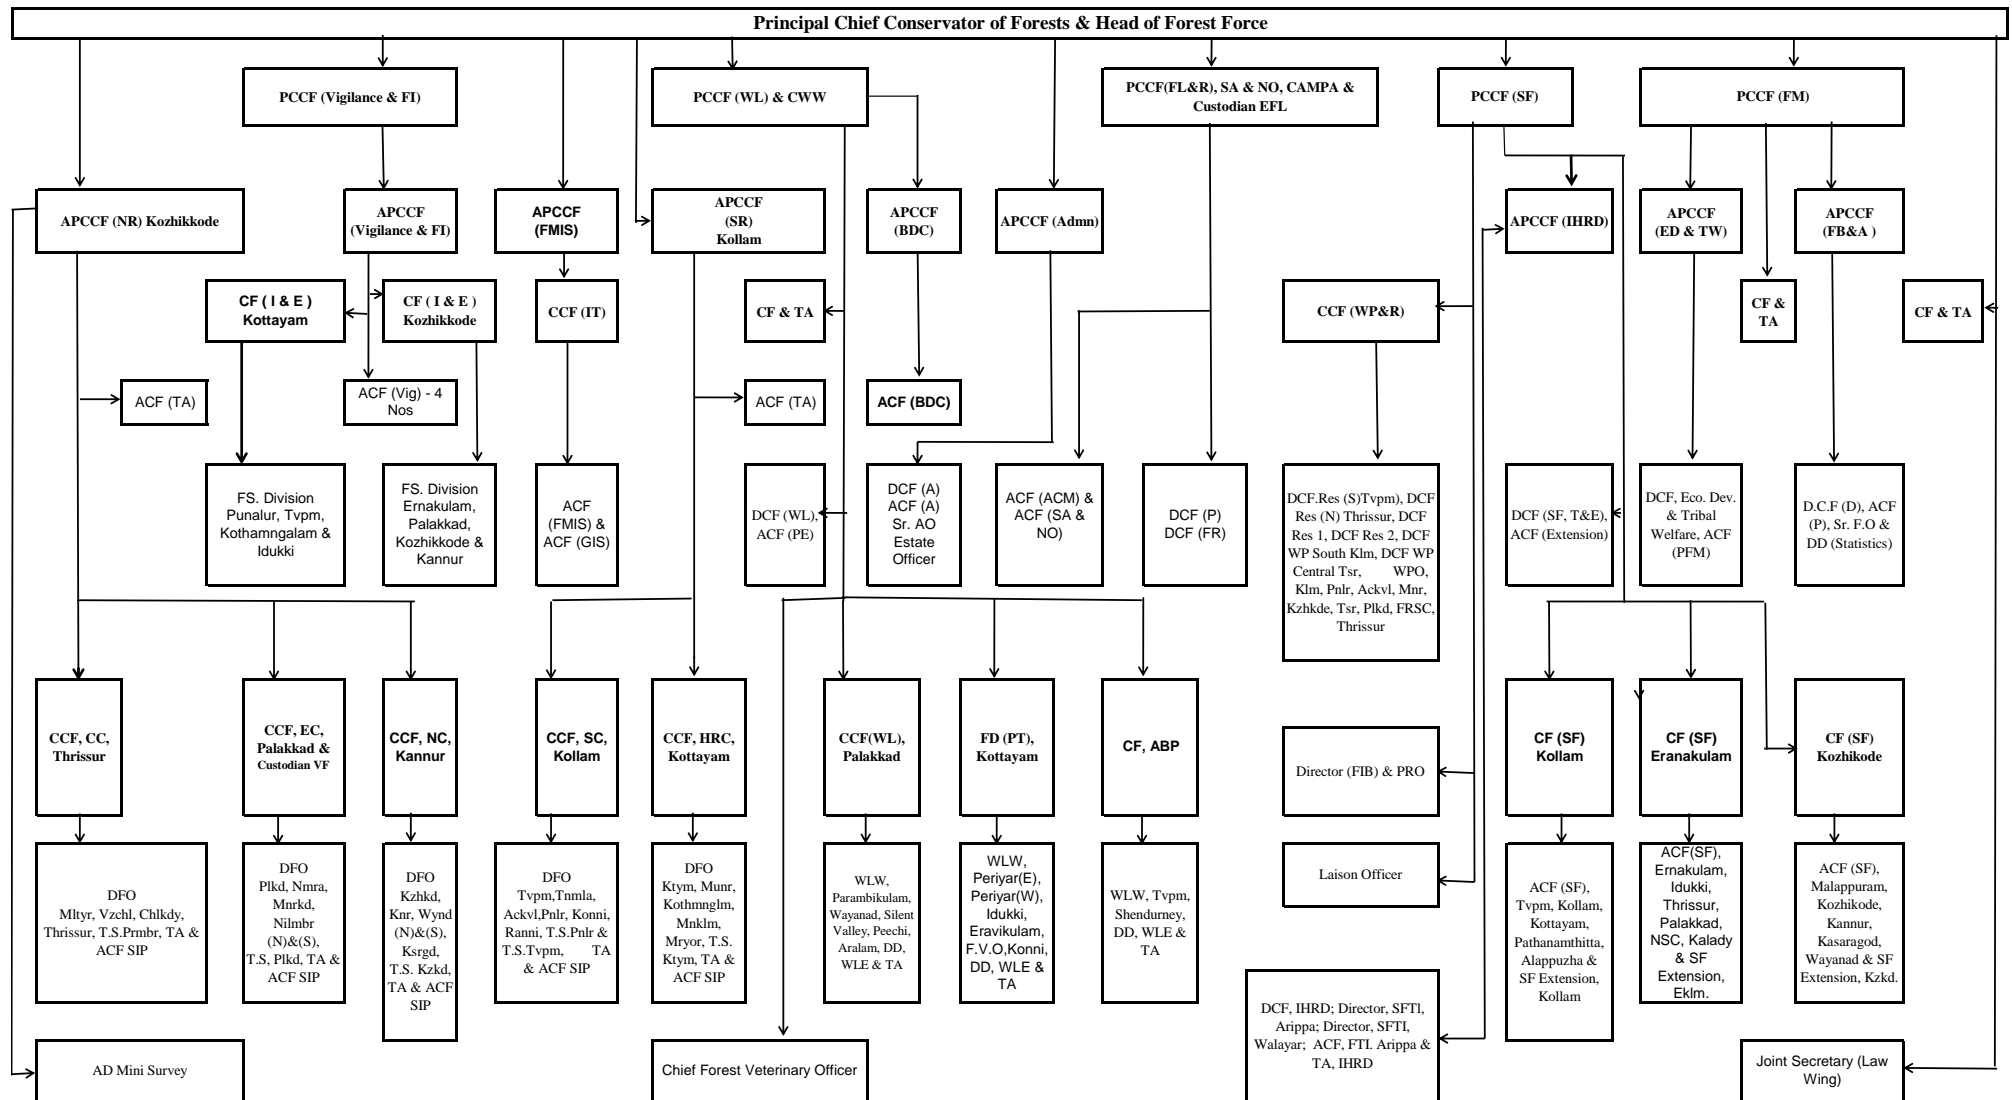 Principal Chief Conservator of Forests & Head of Forest Force
PCCF (Vigilance & FI)
PCCF (WL) & CWW
PCCF(FL&R), SA & NO, CAMPA &
Custodian EFL
PCCF (SF)
PCCF (FM)
APCCF (NR) Kozhikkode
APCCF
(Vigilance & FI)
APCCF
(FMIS)
APCCF
(SR)
Kollam
APCCF
(BDC)
APCCF (Admn)
APCCF (IHRD)
APCCF
(ED & TW)
APCCF
(FB&A )
CF ( I & E )
Kottayam
CF ( I & E )
Kozhikkode
CCF (IT)
CF & TA
CCF (WP&R)
CF &
TA
CF & TA
ACF (TA)
ACF (Vig) - 4
Nos
ACF (TA)
ACF (BDC)
FS. Division
Punalur, Tvpm,
Kothamngalam &
Idukki
FS. Division
Ernakulam,
Palakkad,
Kozhikkode &
Kannur
ACF
(FMIS) &
ACF (GIS)
DCF (WL),
ACF (PE)
DCF (A)
ACF (A)
Sr. AO
Estate
Officer
ACF (ACM) &
ACF (SA &
NO)
DCF (P)
DCF (FR)
DCF.Res (S)Tvpm), DCF
Res (N) Thrissur, DCF
Res 1, DCF Res 2, DCF
WP South Klm, DCF WP
Central Tsr, WPO,
Klm, Pnlr, Ackvl, Mnr,
Kzhkde, Tsr, Plkd, FRSC,
Thrissur
DCF (SF, T&E),
ACF (Extension)
DCF, Eco. Dev.
& Tribal
Welfare, ACF
(PFM)
D.C.F (D), ACF
(P), Sr. F.O &
DD (Statistics)
CCF, CC,
Thrissur
CCF, EC,
Palakkad &
Custodian VF
CCF, NC,
Kannur
CCF, SC,
Kollam
CCF, HRC,
Kottayam
CCF(WL),
Palakkad
FD (PT),
Kottayam
CF, ABP
Director (FIB) & PRO
CF (SF)
Kollam
CF (SF)
Eranakulam
CF (SF)
Kozhikode
DFO
Mltyr, Vzchl, Chlkdy,
Thrissur, T.S.Prmbr, TA &
ACF SIP
DFO
Plkd, Nmra,
Mnrkd,
Nilmbr
(N)&(S),
T.S, Plkd, TA &
ACF SIP
DFO
Kzhkd,
Knr, Wynd
(N)&(S),
Ksrgd,
T.S. Kzkd,
TA & ACF
SIP
DFO
Tvpm,Tnmla,
Ackvl,Pnlr, Konni,
Ranni, T.S.Pnlr &
T.S.Tvpm, TA
& ACF SIP
DFO
Ktym, Munr,
Kothmnglm,
Mnklm,
Mryor, T.S.
Ktym, TA &
ACF SIP
WLW,
Parambikulam,
Wayanad, Silent
Valley, Peechi,
Aralam, DD,
WLE & TA
WLW,
Periyar(E),
Periyar(W),
Idukki,
Eravikulam,
F.V.O,Konni,
DD, WLE &
TA
WLW, Tvpm,
Shendurney,
DD, WLE &
TA
Laison Officer
ACF (SF),
Tvpm, Kollam,
Kottayam,
Pathanamthitta,
Alappuzha &
SF Extension,
Kollam
ACF(SF),
Ernakulam,
Idukki,
Thrissur,
Palakkad,
NSC, Kalady
& SF
Extension,
Eklm.
ACF (SF),
Malappuram,
Kozhikode,
Kannur,
Kasaragod,
Wayanad & SF
Extension, Kzkd.
DCF, IHRD; Director, SFTl,
Arippa; Director, SFTI,
Walayar; ACF, FTI. Arippa &
TA, IHRD
AD Mini Survey
Chief Forest Veterinary Officer
Joint Secretary (Law
Wing)